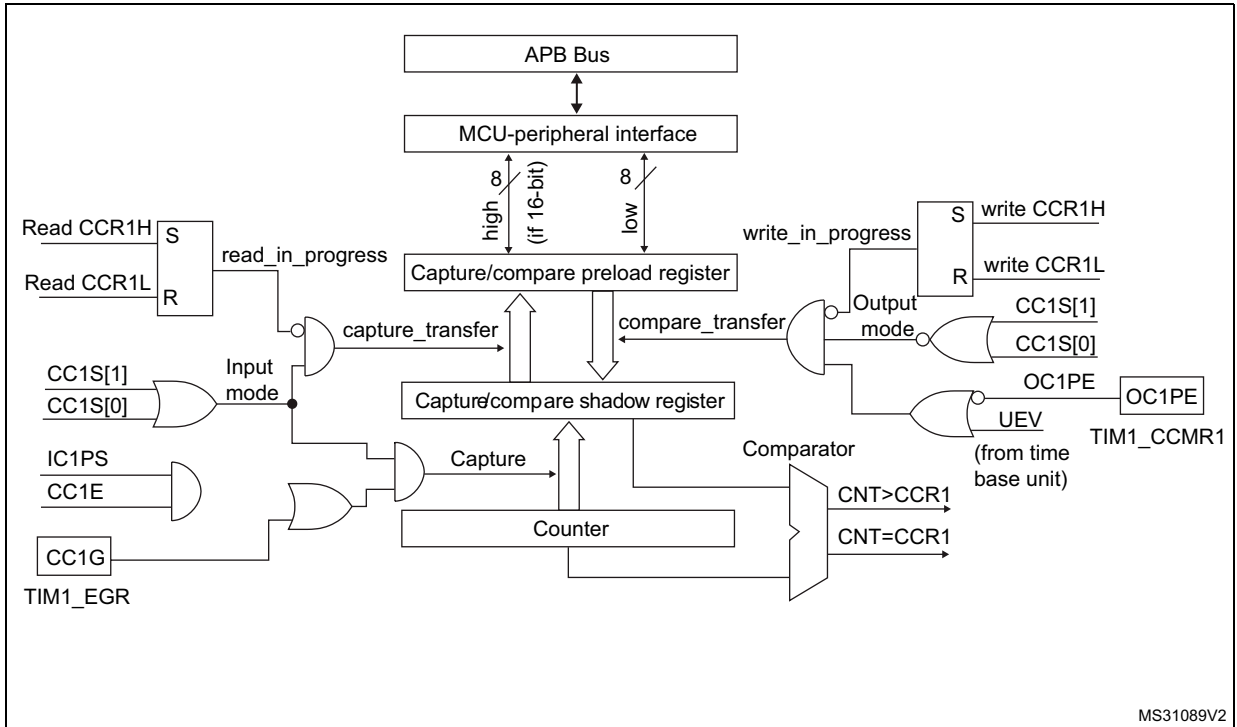 APB Bus
MCU-peripheral interface
8
high
(if 16-bit)
8
low
Read CCR1H
S
read_in_progress
Read CCR1L
R
write_in_progress
S
write CCR1H
R
write CCR1L
Capture/compare preload register
capture_transfer
compare_transfer
Output
mode
CC1S[1]
CC1S[0]
CC1S[1]
CC1S[0]
Input
mode
Capture/compare shadow register
OC1PE
OC1PE
UEV
TIM1_CCMR1
(from time
base unit)
IC1PS
CC1E
Capture
Comparator
CNT>CCR1
CNT=CCR1
Counter
CC1G
TIM1_EGR
MS31089V2